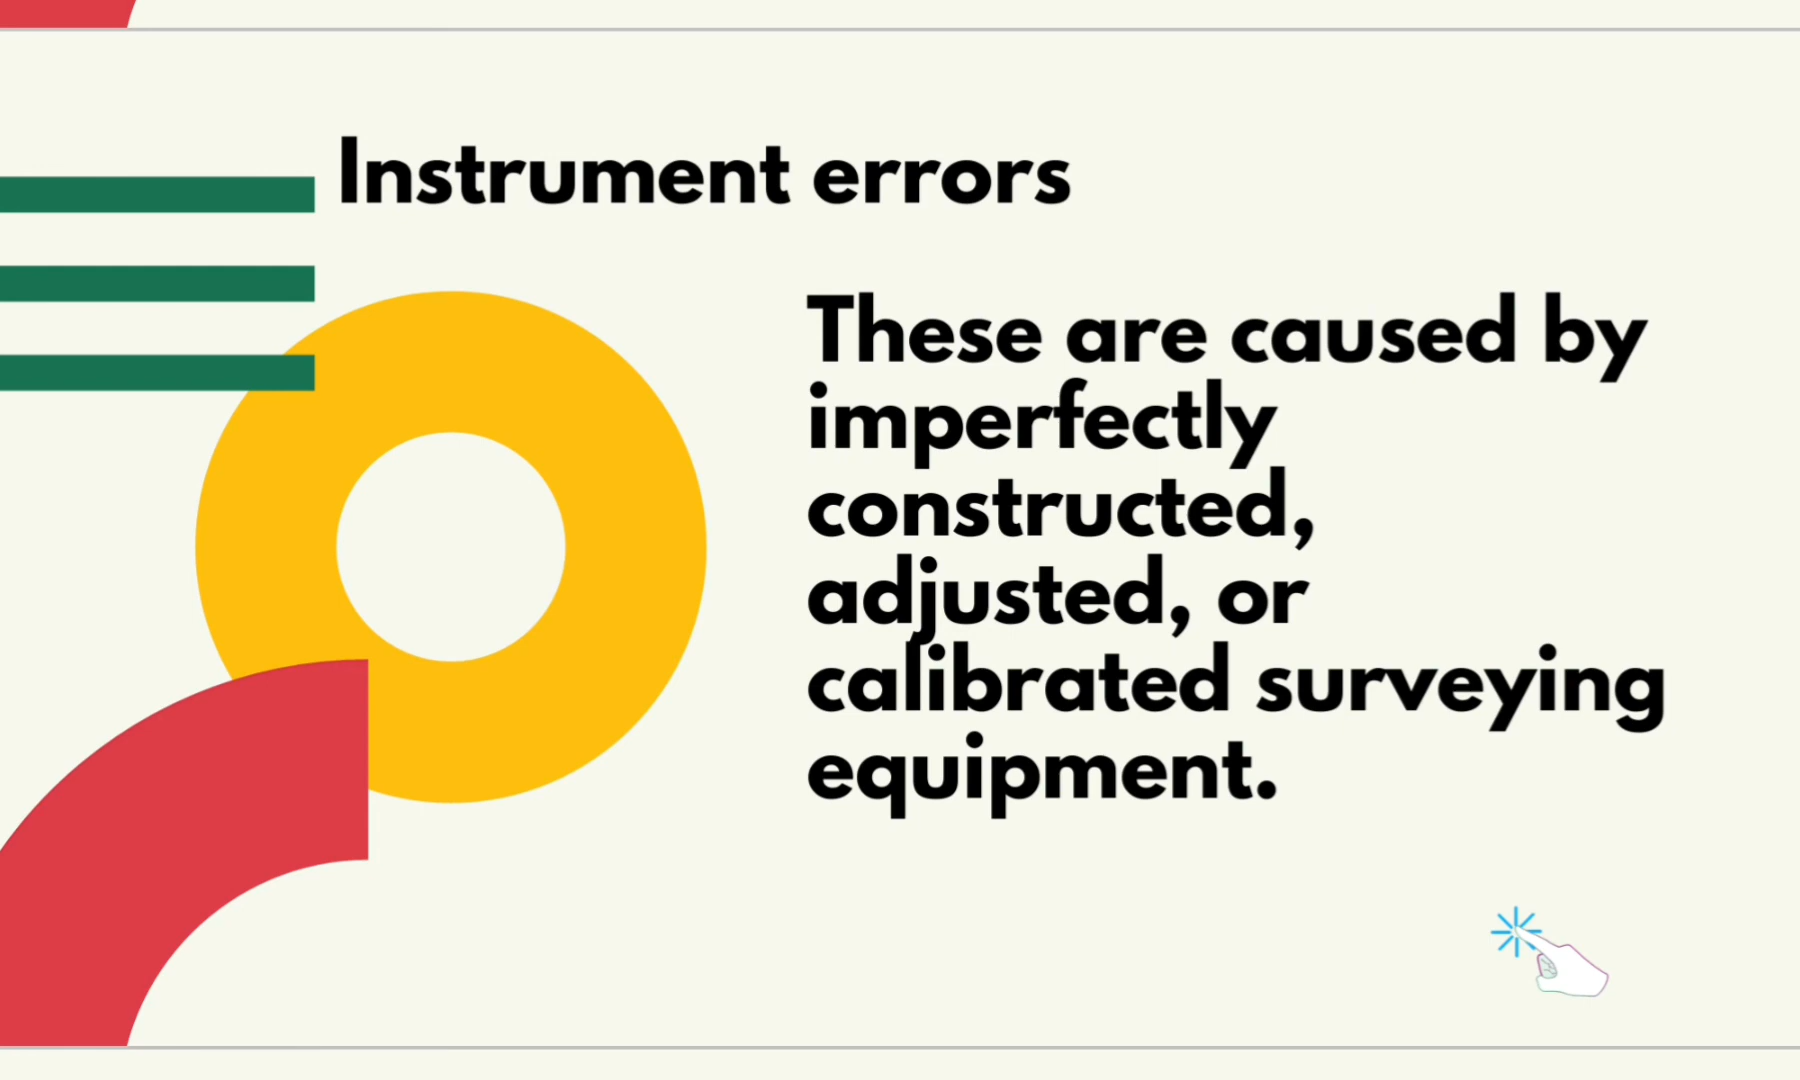 Instrument errors
These are caused by
imperfectly
constructed,
adjusted, or
calibrated surveying
equipment.